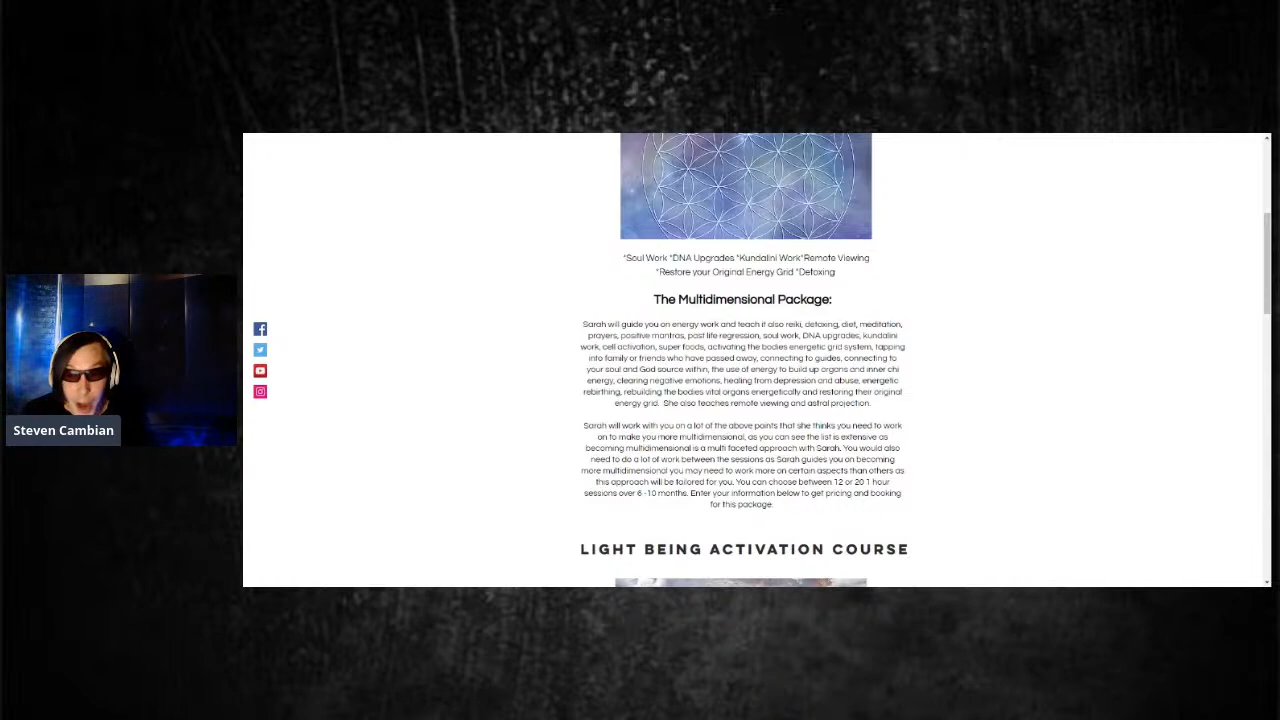 *Soul Work *DNA Upgrades *Kundalini Work*Remote Viewing
*Restore your Original Energy Grid *Detoxing
The Multidimensional Package:
Sarah will guide you on energy work and teach it also reiki, detoxing, diet, meditation,
prayers, positive mantras, past life regression, soul work, DNA upgrades, kundalini
work, cell activation, super foods, activating the bodies energetic grid system, tapping
into family or friends who have passed away, connecting to guides, connecting to
your soul and God source within, the use of energy to build up organs and inner chi
energy, clearing negative emotions, healing from depression and abuse, energetic
rebirthing, rebuilding the bodies vital organs energetically and restoring their original
energy grid. She also teaches remote viewing and astral projection.
Sarah will work with you on a lot of the above points that she thinks you need to work
on to make you more multidimensional, as you can see the list is extensive as
becoming multidimensional is a multi faceted approach with Sarah. You would also
need to do a lot of work between the sessions as Sarah guides you on becoming
more multidimensional you may need to work more on certain aspects than others as
this approach will be tailored for you. You can choose between 12 or 20 1 hour
sessions over 6 -10 months. Enter your information below to get pricing and booking
for this package.
LIGHT BEING ACTIVATION COURSE
Steven Cambian